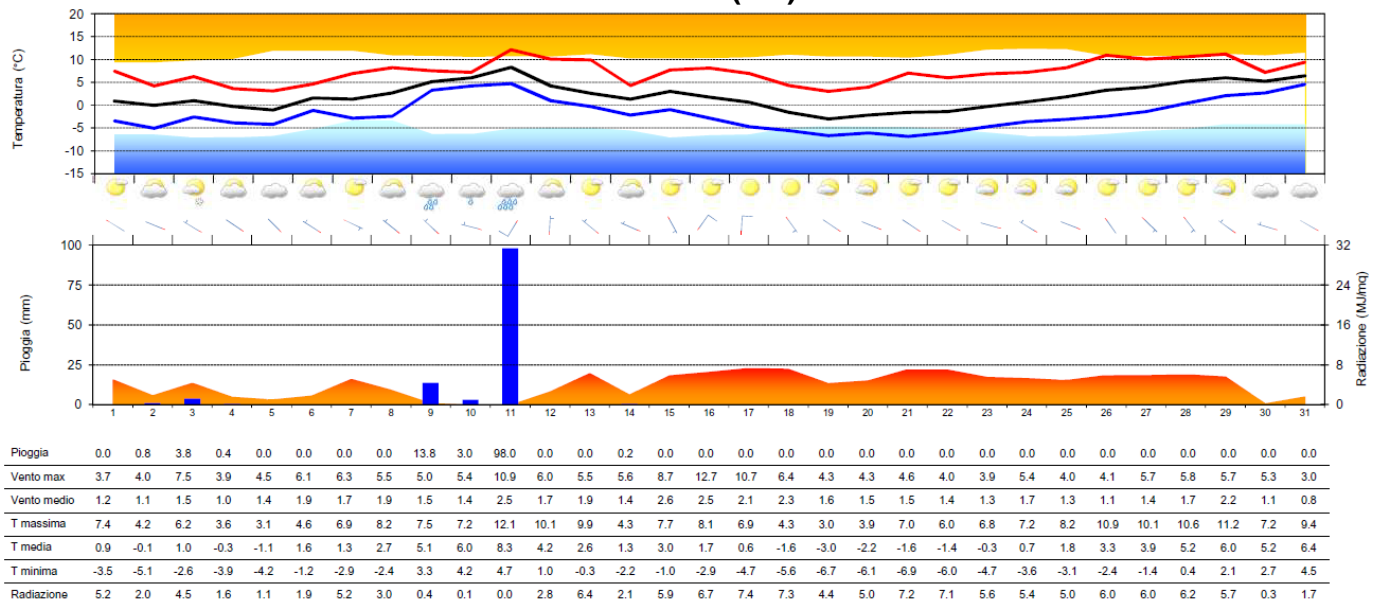 20
15
10
5
0
-5
-10
-15
Temperatura (°C)
100
75
50
25
0
Pioggia (mm)
32
24
16
8
0
Radiazione (MJ/mq)
1 2 3 4 5 6 7 8 9 10 11 12 13 14 15 16 17 18 19 20 21 22 23 24 25 26 27 28 29 30 31
Pioggia 0.0 0.8 3.8 0.4 0.0 0.0 0.0 0.0 13.8 3.0 98.0 0.0 0.0 0.2 0.0 0.0 0.0 0.0 0.0 0.0 0.0 0.0 0.0 0.0 0.0 0.0 0.0 0.0 0.0 0.0 0.0
Vento max 3.7 4.0 7.5 3.9 4.5 6.1 6.3 5.5 5.0 5.4 10.9 6.0 5.5 5.6 8.7 12.7 10.7 6.4 4.3 4.3 4.6 4.0 3.9 5.4 4.0 4.1 5.7 5.8 5.7 5.3 3.0
Vento medio 1.2 1.1 1.5 1.0 1.4 1.9 1.7 1.9 1.5 1.4 2.5 1.7 1.9 1.4 2.6 2.5 2.1 2.3 1.6 1.5 1.5 1.4 1.3 1.7 1.3 1.1 1.4 1.7 2.2 1.1 0.8
T massima 7.4 4.2 6.2 3.6 3.1 4.6 6.9 8.2 7.5 7.2 12.1 10.1 9.9 4.3 7.7 8.1 6.9 4.3 3.0 3.9 7.0 6.0 6.8 7.2 8.2 10.9 10.1 10.6 11.2 7.2 9.4
T media 0.9 -0.1 1.0 -0.3 -1.1 1.6 1.3 2.7 5.1 6.0 8.3 4.2 2.6 1.3 3.0 1.7 0.6 -1.6 -3.0 -2.2 -1.6 -1.4 -0.3 0.7 1.8 3.3 3.9 5.2 6.0 5.2 6.4
T minima -3.5 -5.1 -2.6 -3.9 -4.2 -1.2 -2.9 -2.4 3.3 4.2 4.7 1.0 -0.3 -2.2 -1.0 -2.9 -4.7 -5.6 -6.7 -6.1 -6.9 -6.0 -4.7 -3.6 -3.1 -2.4 -1.4 0.4 2.1 2.7 4.5
Radiazione 5.2 2.0 4.5 1.6 1.1 1.9 5.2 3.0 0.4 0.1 0.0 2.8 6.4 2.1 5.9 6.7 7.4 7.3 4.4 5.0 7.2 7.1 5.6 5.4 5.0 6.0 6.0 6.2 5.7 0.3 1.7